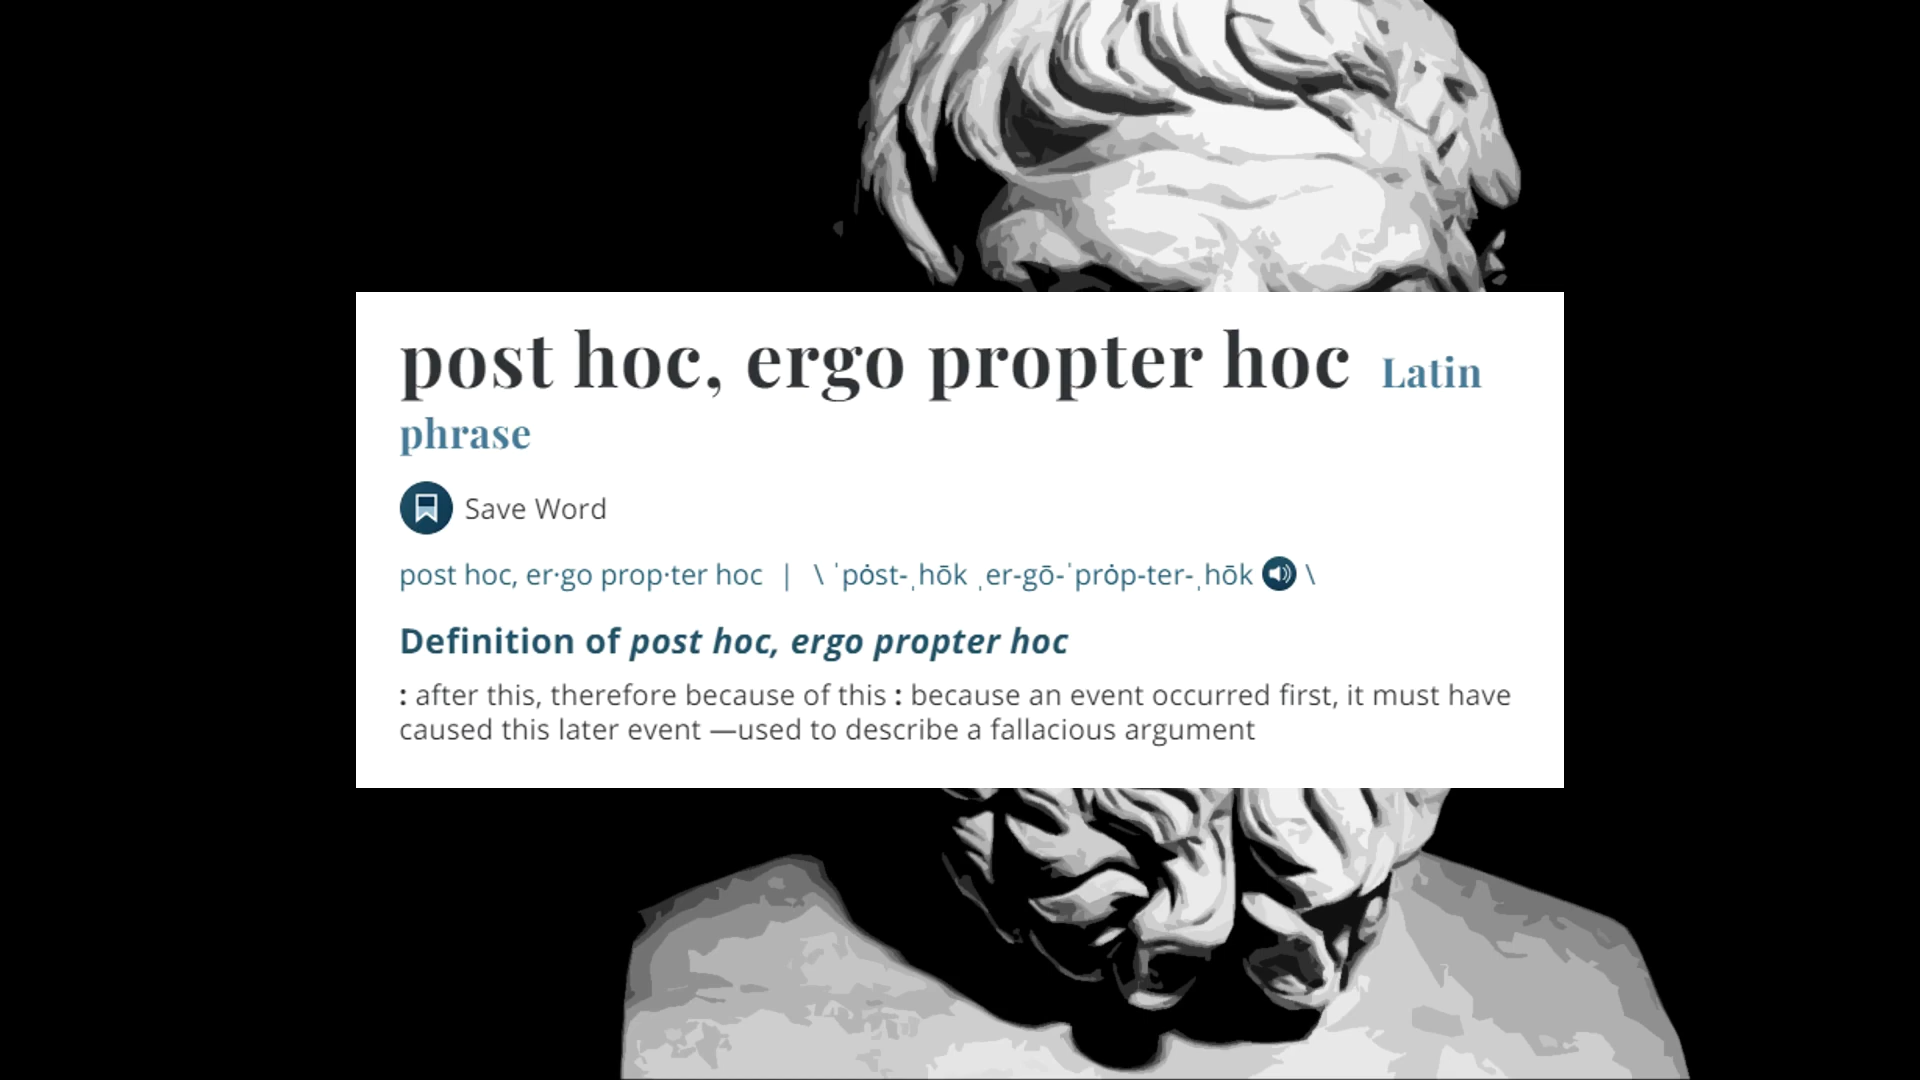 post hoc, ergo propter hoc Latin
phrase
Save Word
post hoc, er·go prop·ter hoc | \ ˈpȯst-ˌhōk ˌer-gō-ˈprȯp-ter-ˌhōk \
Definition of post hoc, ergo propter hoc
: after this, therefore because of this : because an event occurred first, it must have
caused this later event —used to describe a fallacious argument